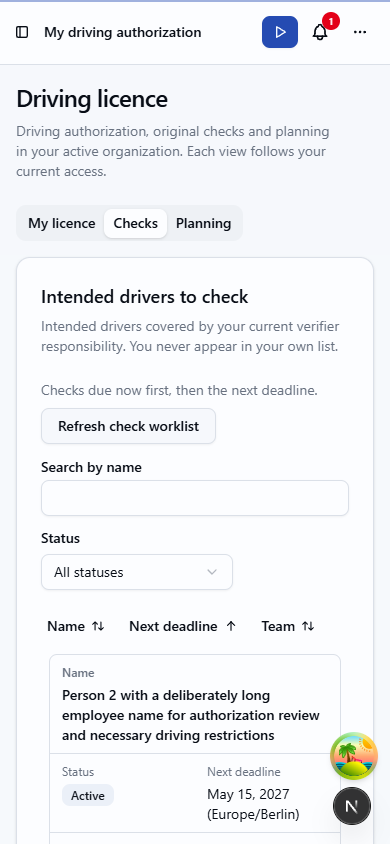 My driving authorization
1
Driving licence
Driving authorization, original checks and planning
in your active organization. Each view follows your
current access.
My licence
Checks
Planning
Intended drivers to check
Intended drivers covered by your current verifier
responsibility. You never appear in your own list.
Checks due now first, then the next deadline.
Refresh check worklist
Search by name
Status
All statuses
Name
Next deadline
Team
Name
Person 2 with a deliberately long
employee name for authorization review
and necessary driving restrictions
Status
Next deadline
Active
May 15, 2027
(Europe/Berlin)
N